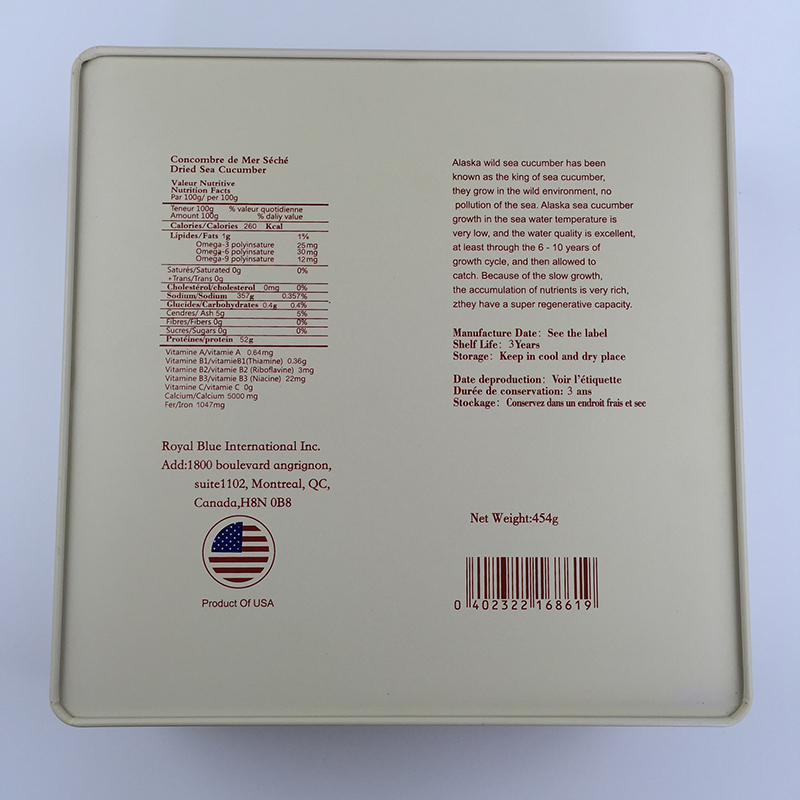 Concombre de Mer Séché
Dried Sea Cucumber
Valeur Nutritive
Nutrition Facts
Par 100g/ per 100g
Teneur 100g % valeur quotidienne
Amount 100g % daliy value
Calories/Calories 260 Kcal
Lipides/Fats 1g 1%
Omega-3 polyinsature 25mg
Omega-6 polyinsature 30mg
Omega-9 polyinsature 12mg
Saturés/Saturated 0g 0%
+Trans/Trans 0g
Cholestérol/cholesterol 0mg 0%
Sodium/Sodium 357g 0.357%
Glucides/Carbohydrates 0.4g 0.4%
Cendres/ Ash 5g 5%
Fibres/Fibers 0g 0%
Sucres/Sugars 0g 0%
Protéines/protein 52g
Vitamine A/vitamie A 0.64mg
Vitamine B1/vitamieB1(Thiamine) 0.36g
Vitamine B2/vitamie B2 (Riboflavine) 3mg
Vitamine B3/vitamie B3 (Niacine) 22mg
Vitamine C/vitamie C 0g
Calcium/Calcium 5000 mg
Fer/Iron 1047mg
Royal Blue International Inc.
Add:1800 boulevard angrignon,
suite1102, Montreal, QC,
Canada,H8N 0B8
Product Of USA
Alaska wild sea cucumber has been
known as the king of sea cucumber,
they grow in the wild environment, no
pollution of the sea. Alaska sea cucumber
growth in the sea water temperature is
very low, and the water quality is excellent,
at least through the 6 - 10 years of
growth cycle, and then allowed to
catch. Because of the slow growth,
the accumulation of nutrients is very rich,
zthey have a super regenerative capacity.
Manufacture Date: See the label
Shelf Life: 3Years
Storage: Keep in cool and dry place
Date deproduction: Voir l'étiquette
Durée de conservation: 3 ans
Stockage: Conservez dans un endroit frais et sec
Net Weight:454g
0 402322 168619